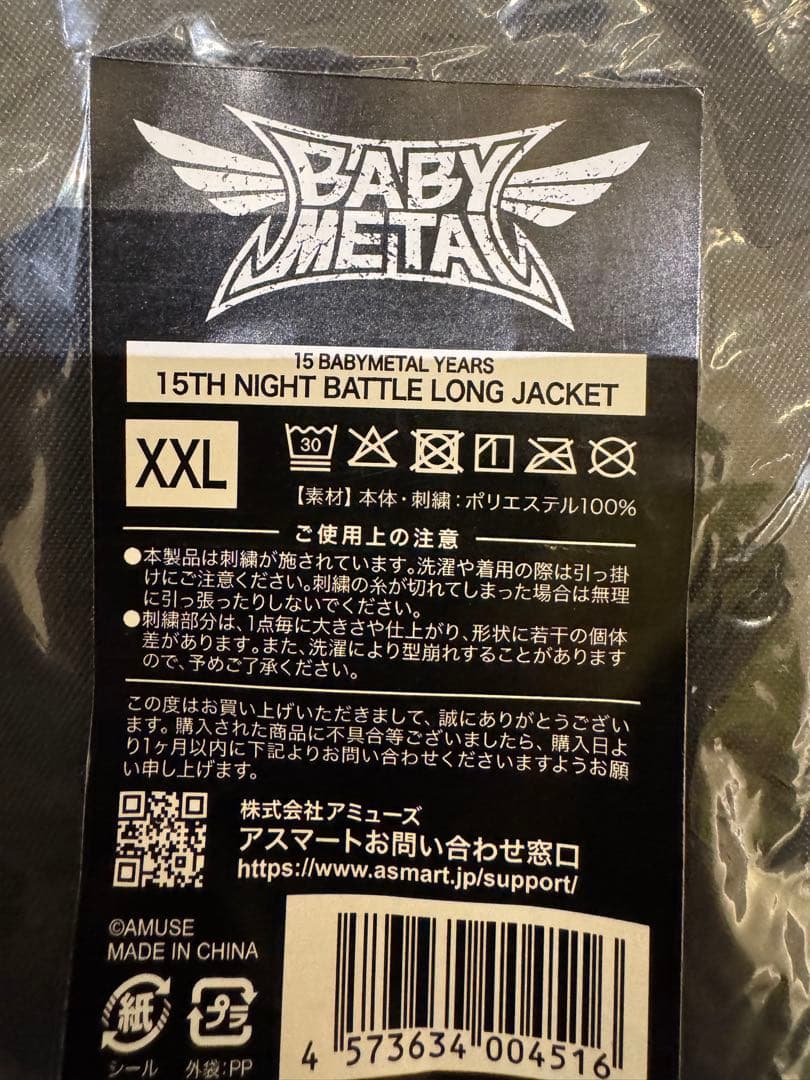 BABY
METAL
15 BABYMETAL YEARS
15TH NIGHT BATTLE LONG JACKET
XXL
30
【素材】本体・刺繍：ポリエステル100%
ご使用上の注意
●本製品は刺繍が施されています。洗濯や着用の際は引っ掛
けにご注意ください。刺繍の糸が切れてしまった場合は無理
に引っ張ったりしないでください。
●刺繍部分は、1点毎に大きさや仕上がり、形状に若干の個体
差があります。また、洗濯により型崩れすることがあります
ので、予めご了承ください。
この度はお買い上げいただきまして、誠にありがとうござい
ます。購入された商品に不具合等ございましたら、購入日よ
り1ヶ月以内に下記よりお問い合わせくださいますようお願
い申し上げます。
株式会社アミューズ
アスマートお問い合わせ窓口
https://www.asmart.jp/support/
©AMUSE
MADE IN CHINA
紙 プラ
シール 外袋:PP
4 573634 004516